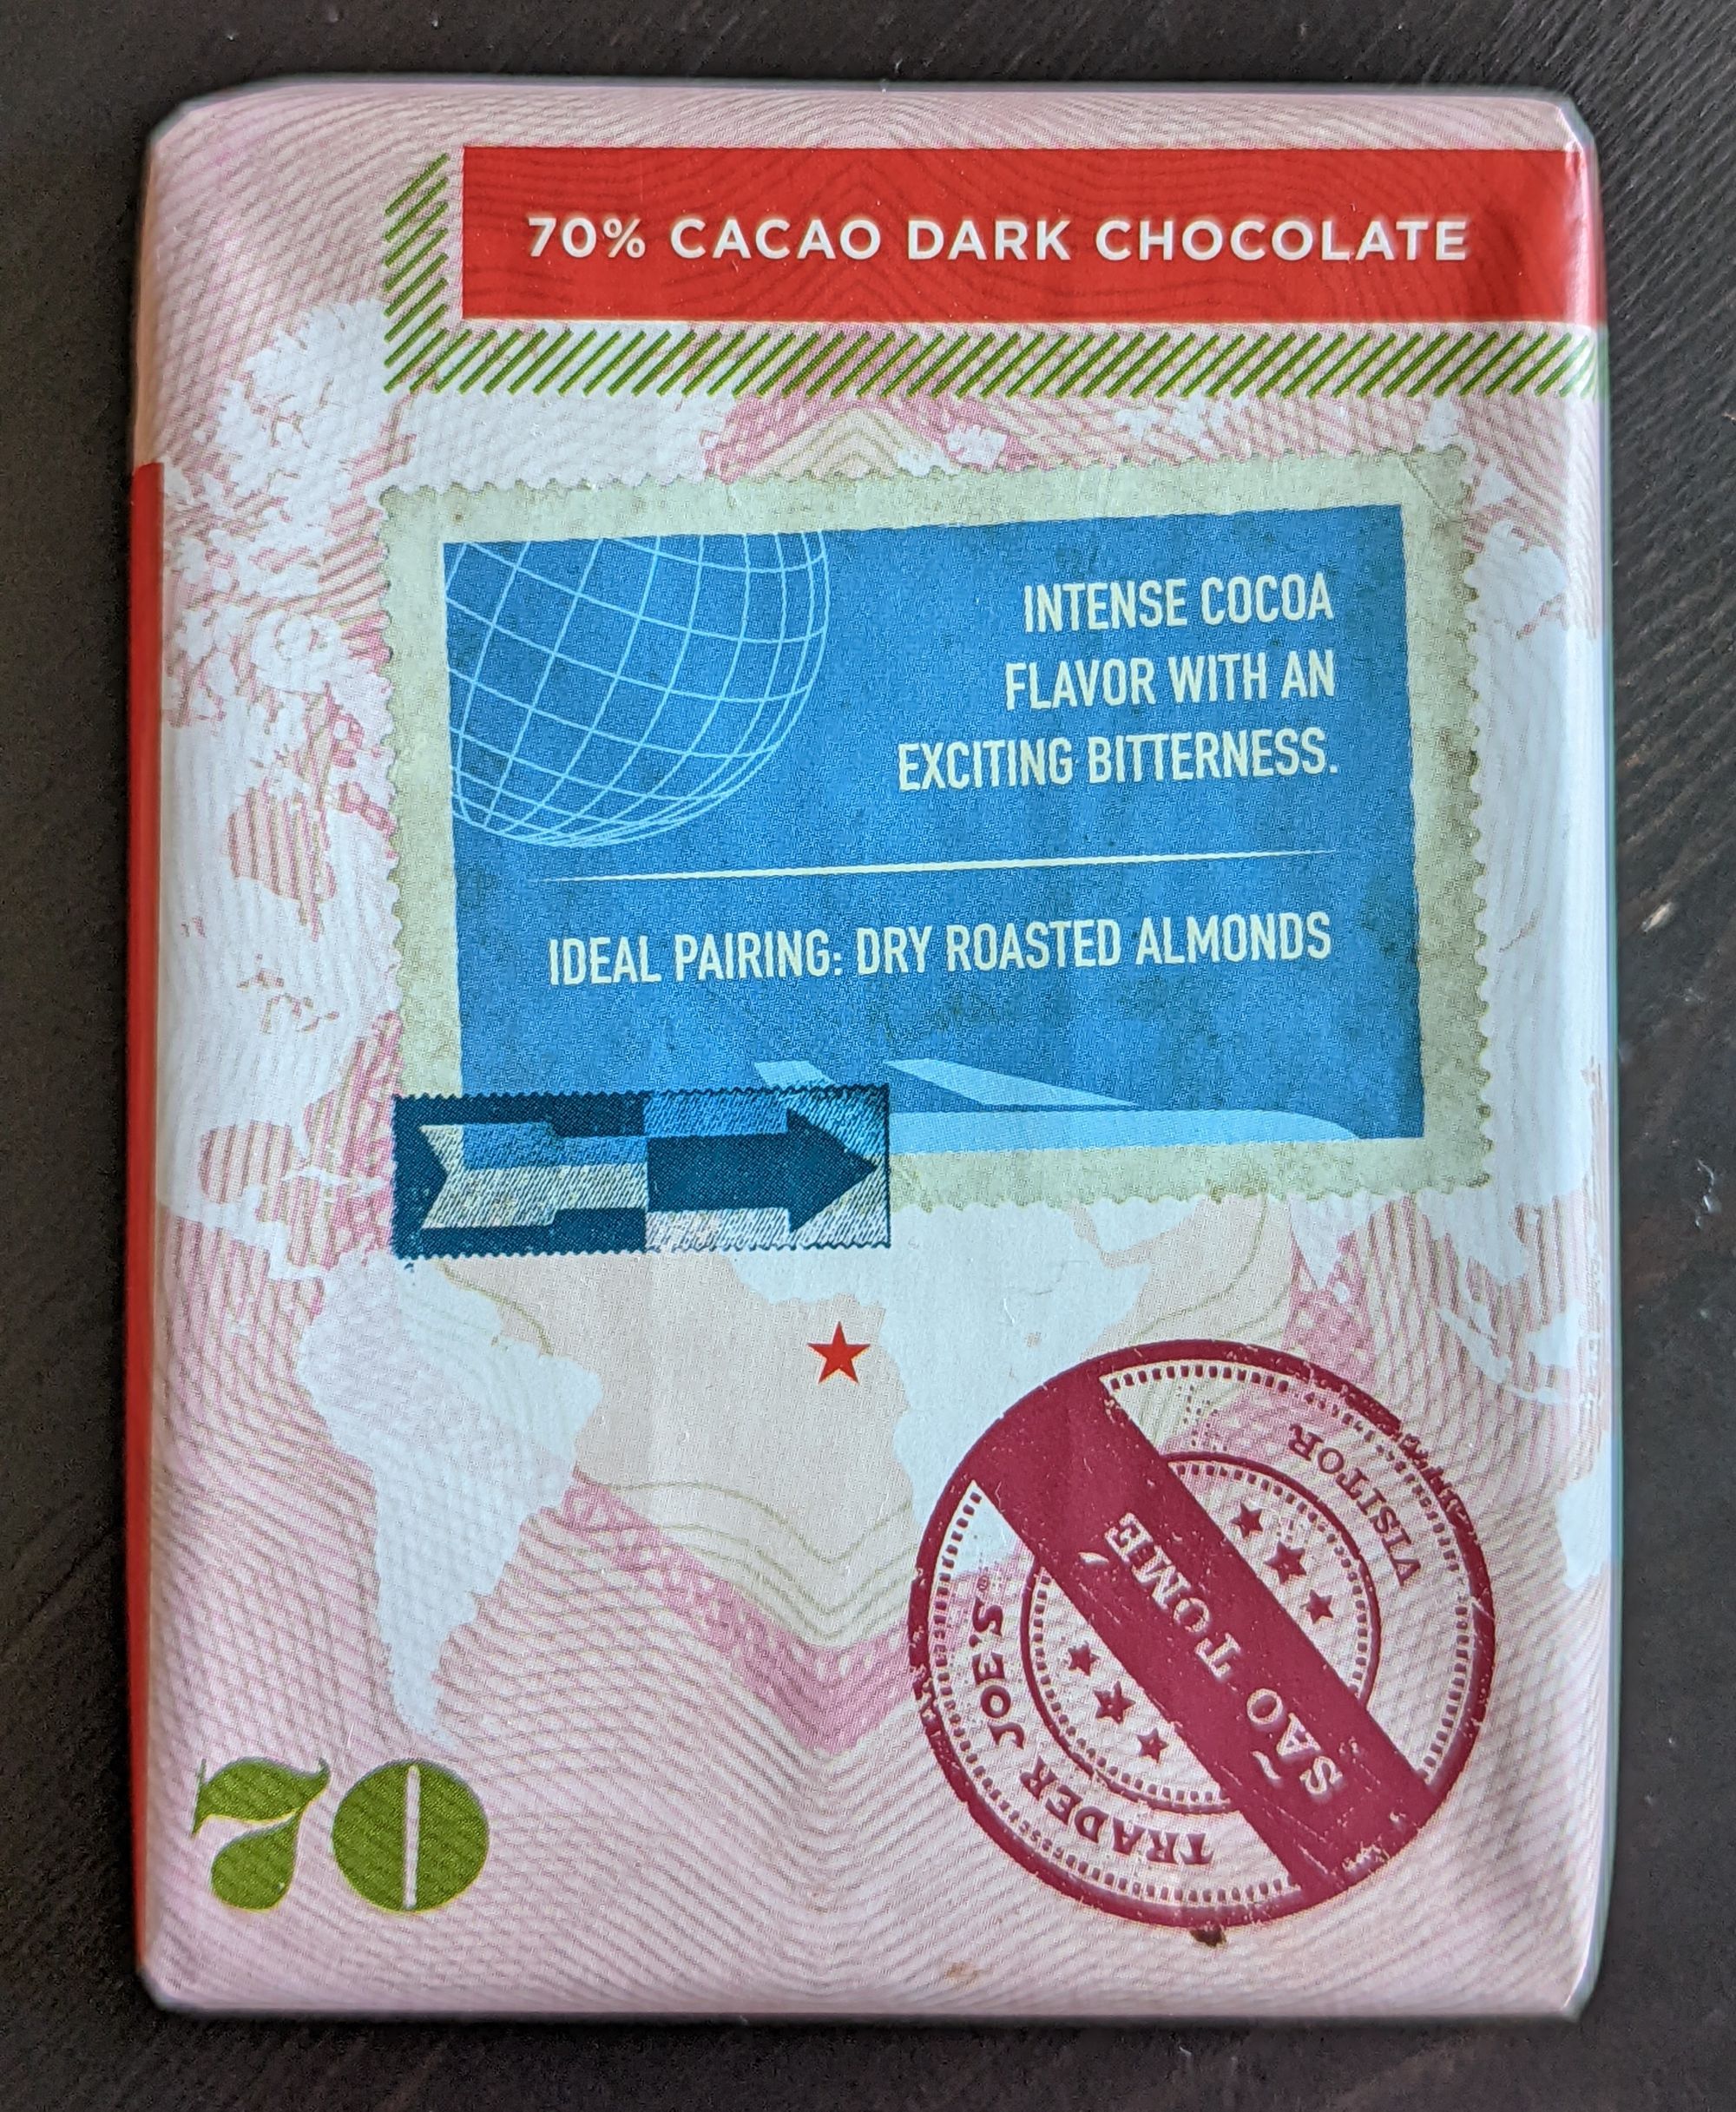 70% CACAO DARK CHOCOLATE
INTENSE COCOA
FLAVOR WITH AN
EXCITING BITTERNESS.
IDEAL PAIRING: DRY ROASTED ALMONDS
VISITOR
SÃO TOMÉ
TRADER JOE'S
70